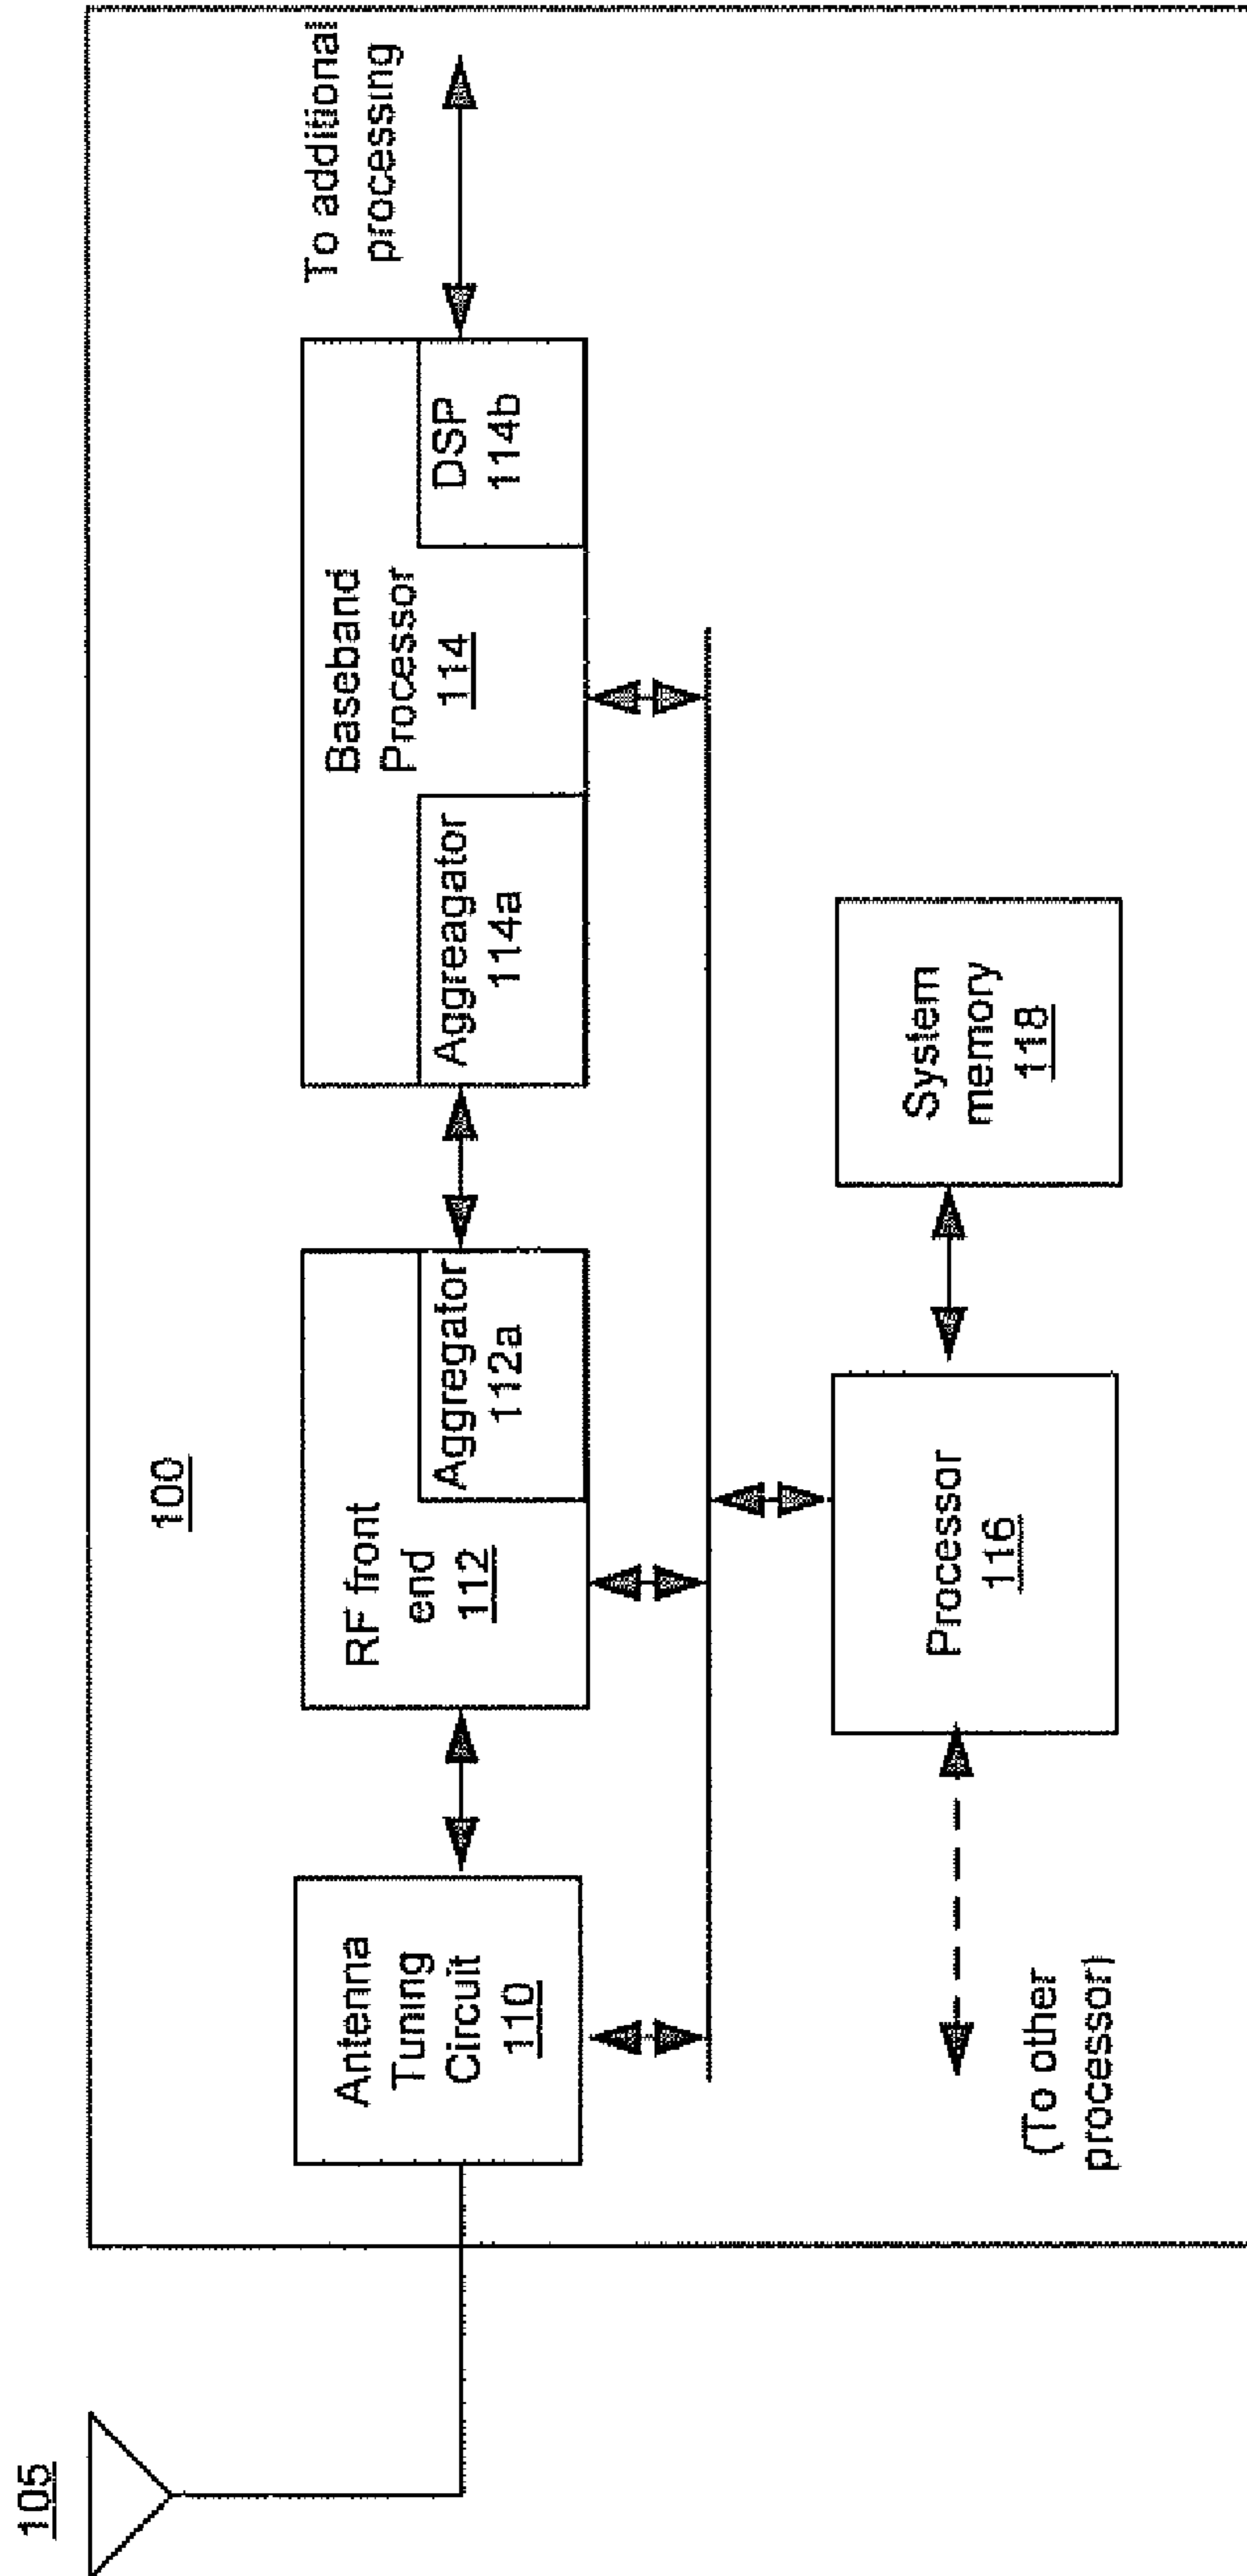 105
100
To additional
processing
Antenna
Tuning
Circuit
110
RF front
end
112
Aggregator
112a
Baseband
Processor
114
Aggreagator
114a
DSP
114b
(To other
processor)
Processor
116
System
memory
118